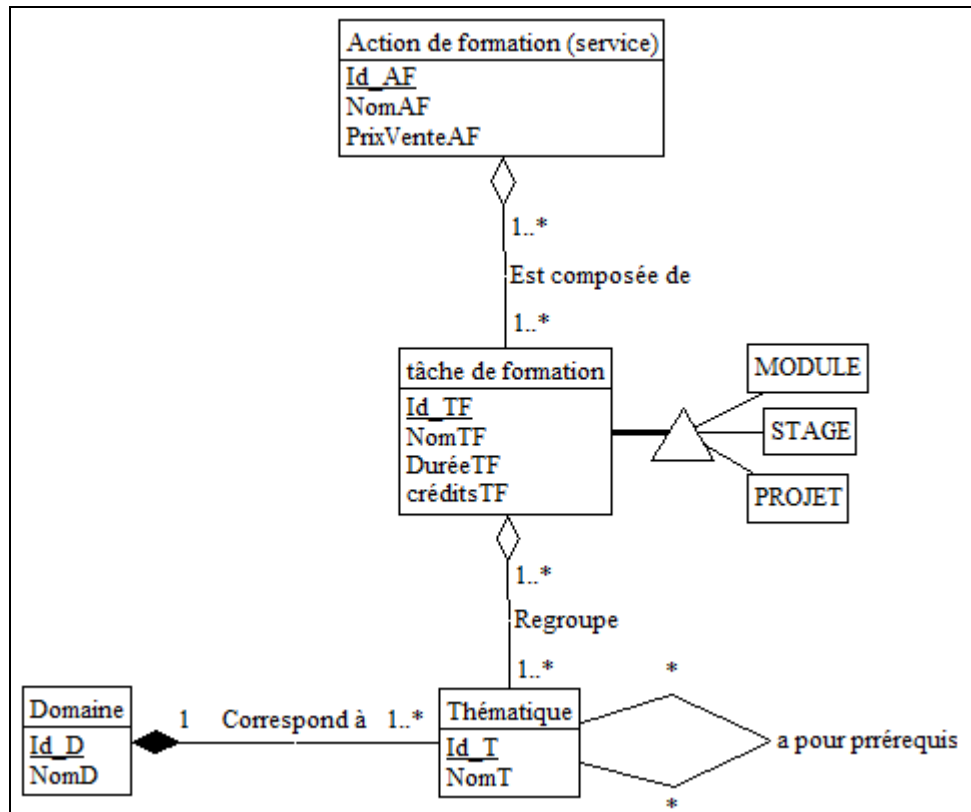 Action de formation (service)
Id_AF
NomAF
PrixVenteAF
1..*
Est composée de
1..*
tâche de formation
Id_TF
NomTF
DuréeTF
créditsTF
MODULE
STAGE
PROJET
1..*
Regroupe
1..*
Domaine
Id_D
NomD
1 Correspond à 1..*
Thématique
Id_T
NomT
*
a pour prrérequis
*